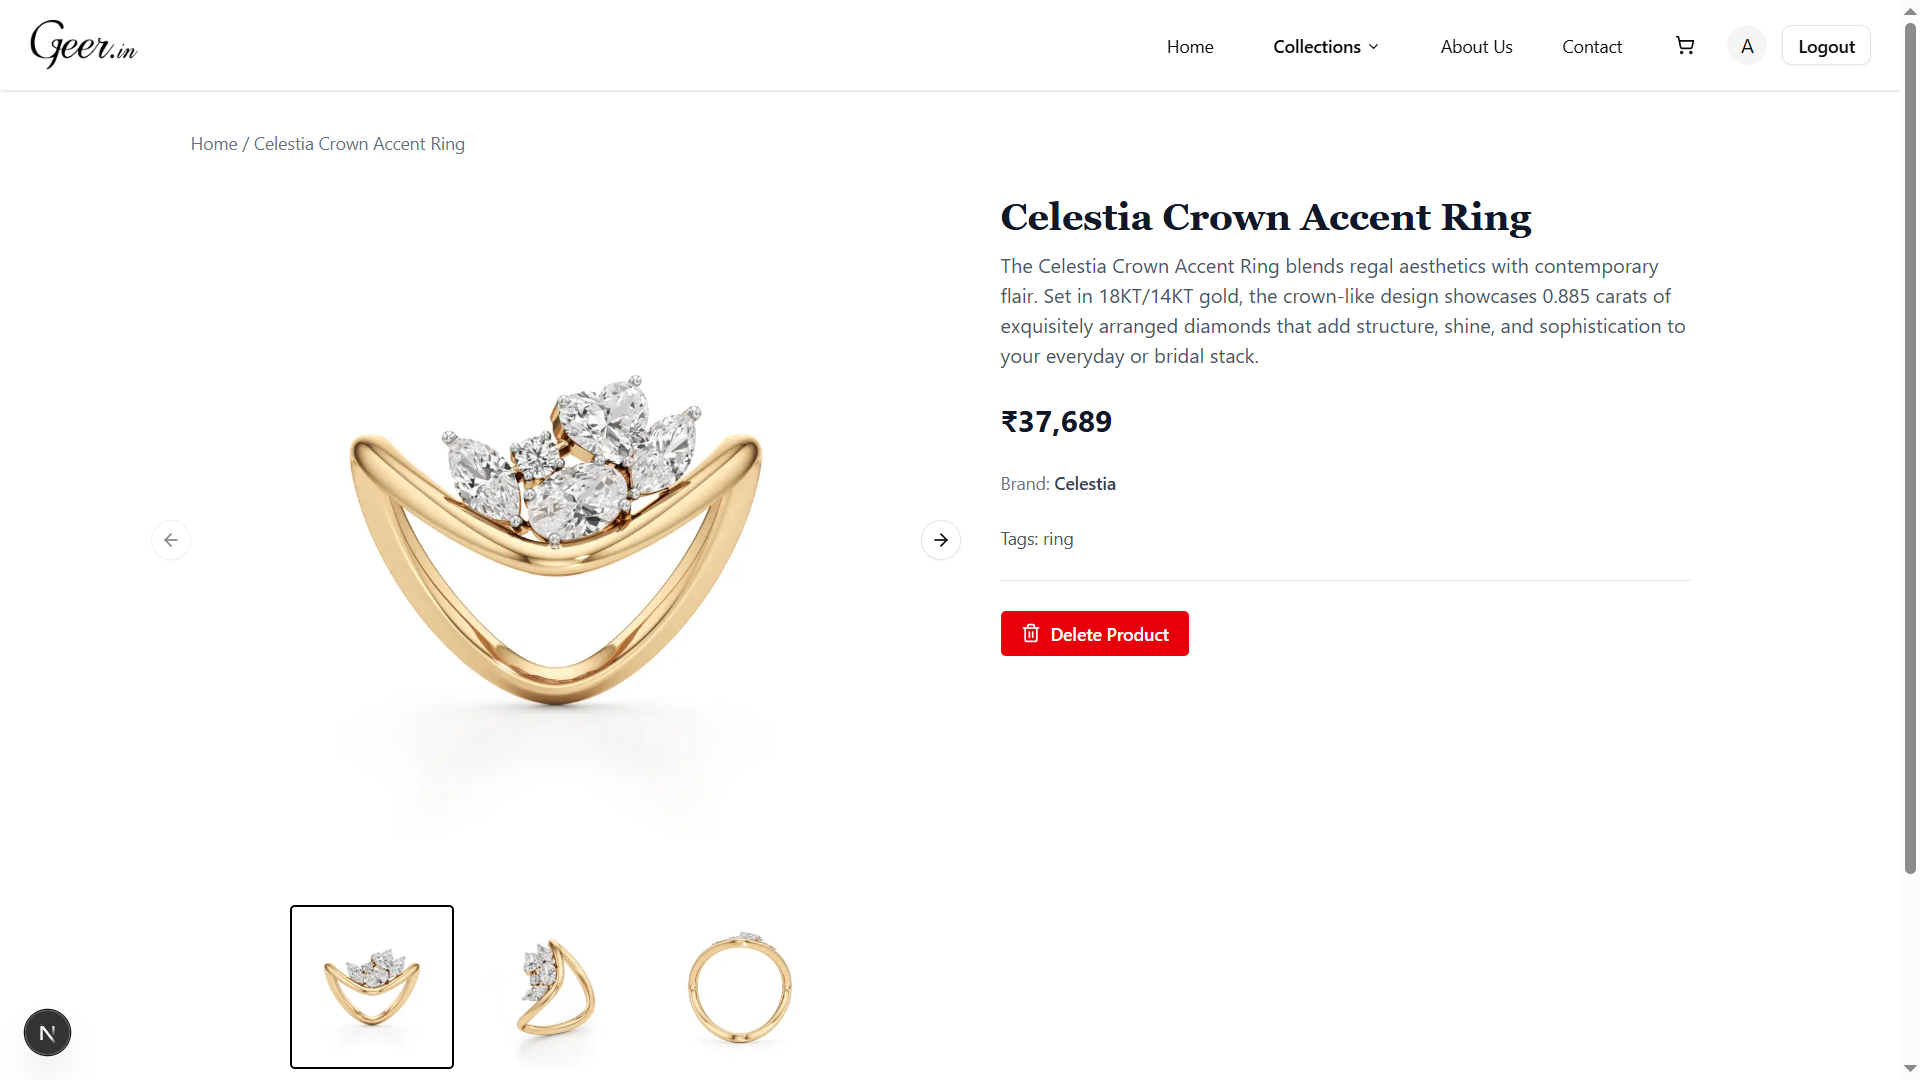 Geer.in
Home
Collections
About Us
Contact
A
Logout
Home / Celestia Crown Accent Ring
Celestia Crown Accent Ring
The Celestia Crown Accent Ring blends regal aesthetics with contemporary
flair. Set in 18KT/14KT gold, the crown-like design showcases 0.885 carats of
exquisitely arranged diamonds that add structure, shine, and sophistication to
your everyday or bridal stack.
₹37,689
Brand: Celestia
Tags: ring
Delete Product
N